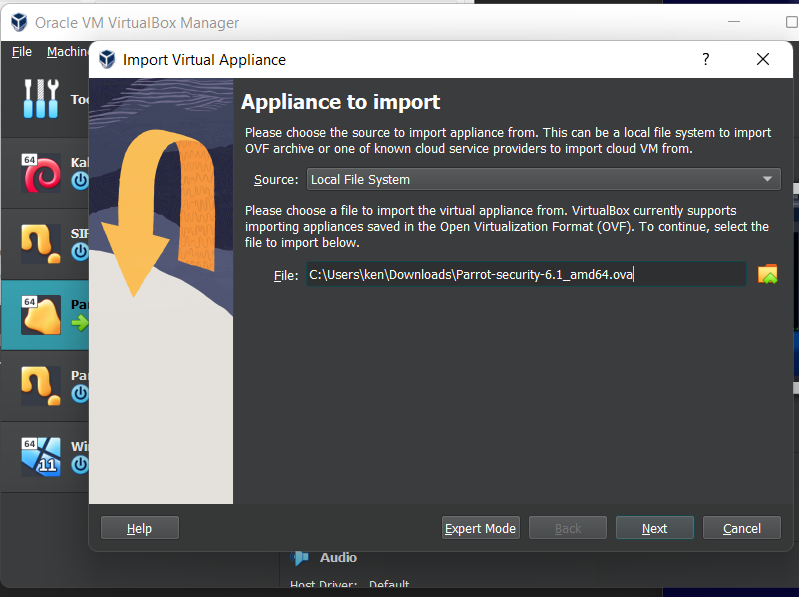 Oracle VM VirtualBox Manager
File Machin
Import Virtual Appliance ?
Too
64
Ka
SIF
64
Pa
Pa
64
11
Wi
Appliance to import
Please choose the source to import appliance from. This can be a local file system to import
OVF archive or one of known cloud service providers to import cloud VM from.
Source: Local File System
Please choose a file to import the virtual appliance from. VirtualBox currently supports
importing appliances saved in the Open Virtualization Format (OVF). To continue, select the
file to import below.
File: C:\Users\ken\Downloads\Parrot-security-6.1_amd64.ova
Help Expert Mode Back Next Cancel
Audio
Host Driver: Default